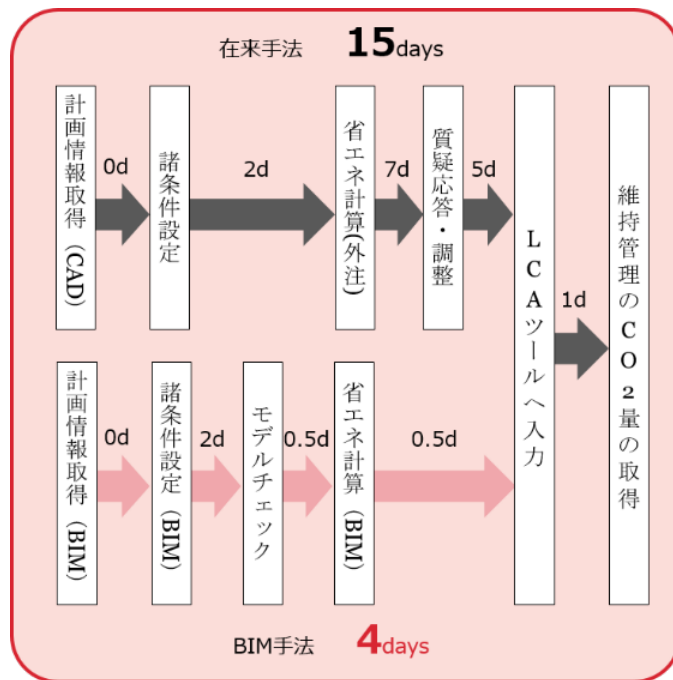 在来手法 15days
計画情報取得（CAD）
0d
諸条件設定
2d
省エネ計算(外注)
7d
質疑応答・調整
5d
計画情報取得（BIM）
0d
諸条件設定（BIM）
2d
モデルチェック
0.5d
省エネ計算（BIM）
0.5d
LCAツールへ入力
1d
維持管理のCO2量の取得
BIM手法 4days